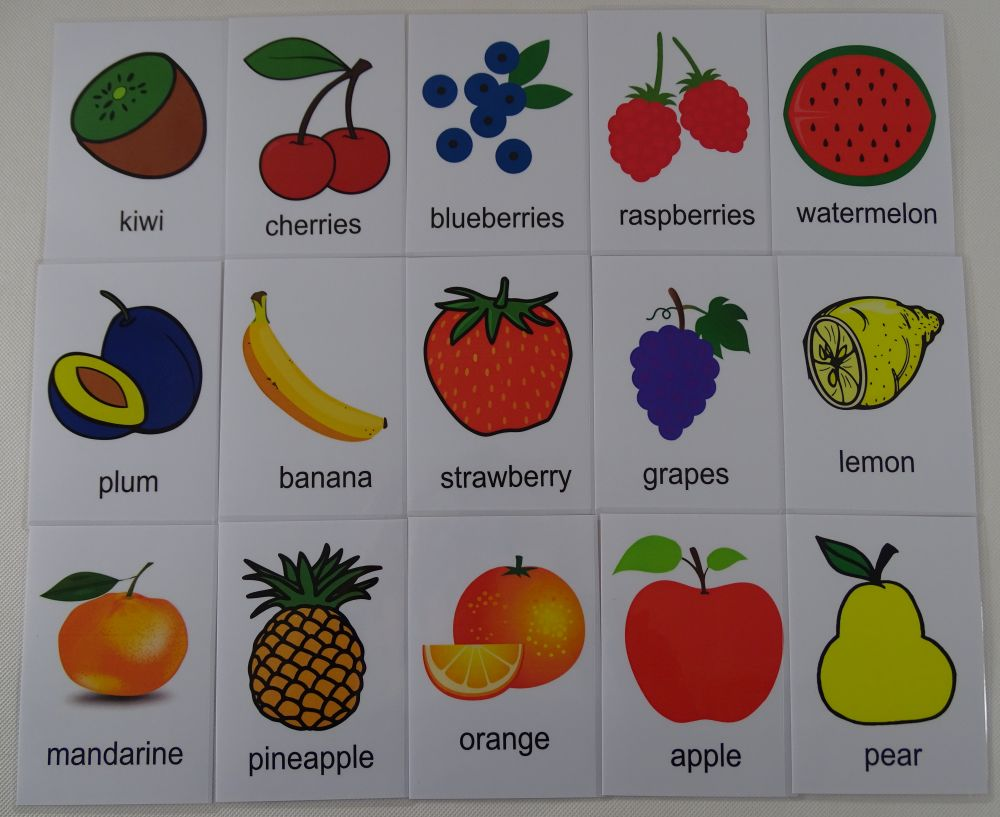 kiwi
cherries
blueberries
raspberries
watermelon
plum
banana
strawberry
grapes
lemon
mandarine
pineapple
orange
apple
pear